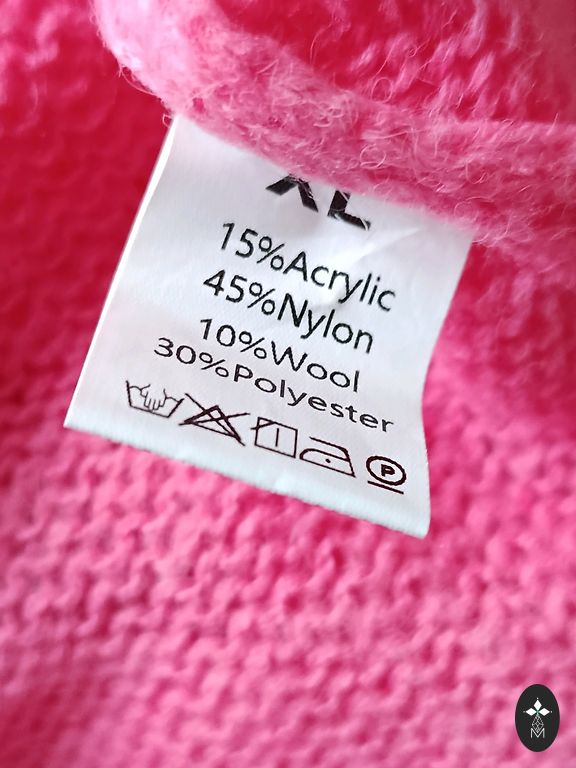 XL
15%Acrylic
45%Nylon
10%Wool
30%Polyester
P
M